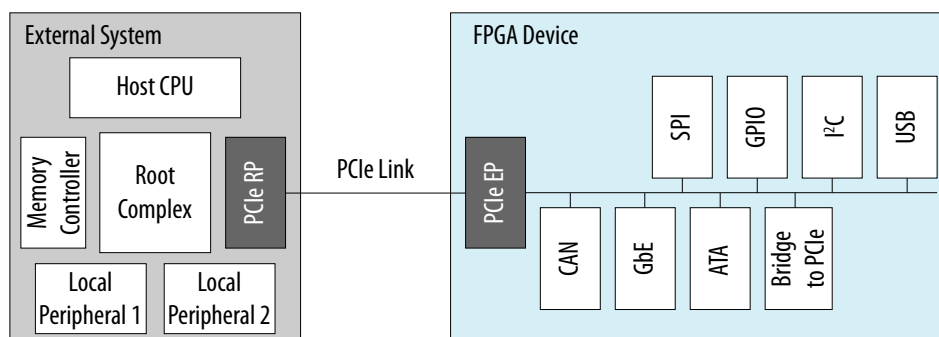 External System
Host CPU
Memory
Controller
Root
Complex
PCIe RP
Local
Peripheral 1
Local
Peripheral 2
PCIe Link
FPGA Device
PCIe EP
SPI
GPIO
I²C
USB
CAN
GbE
ATA
Bridge
to PCIe